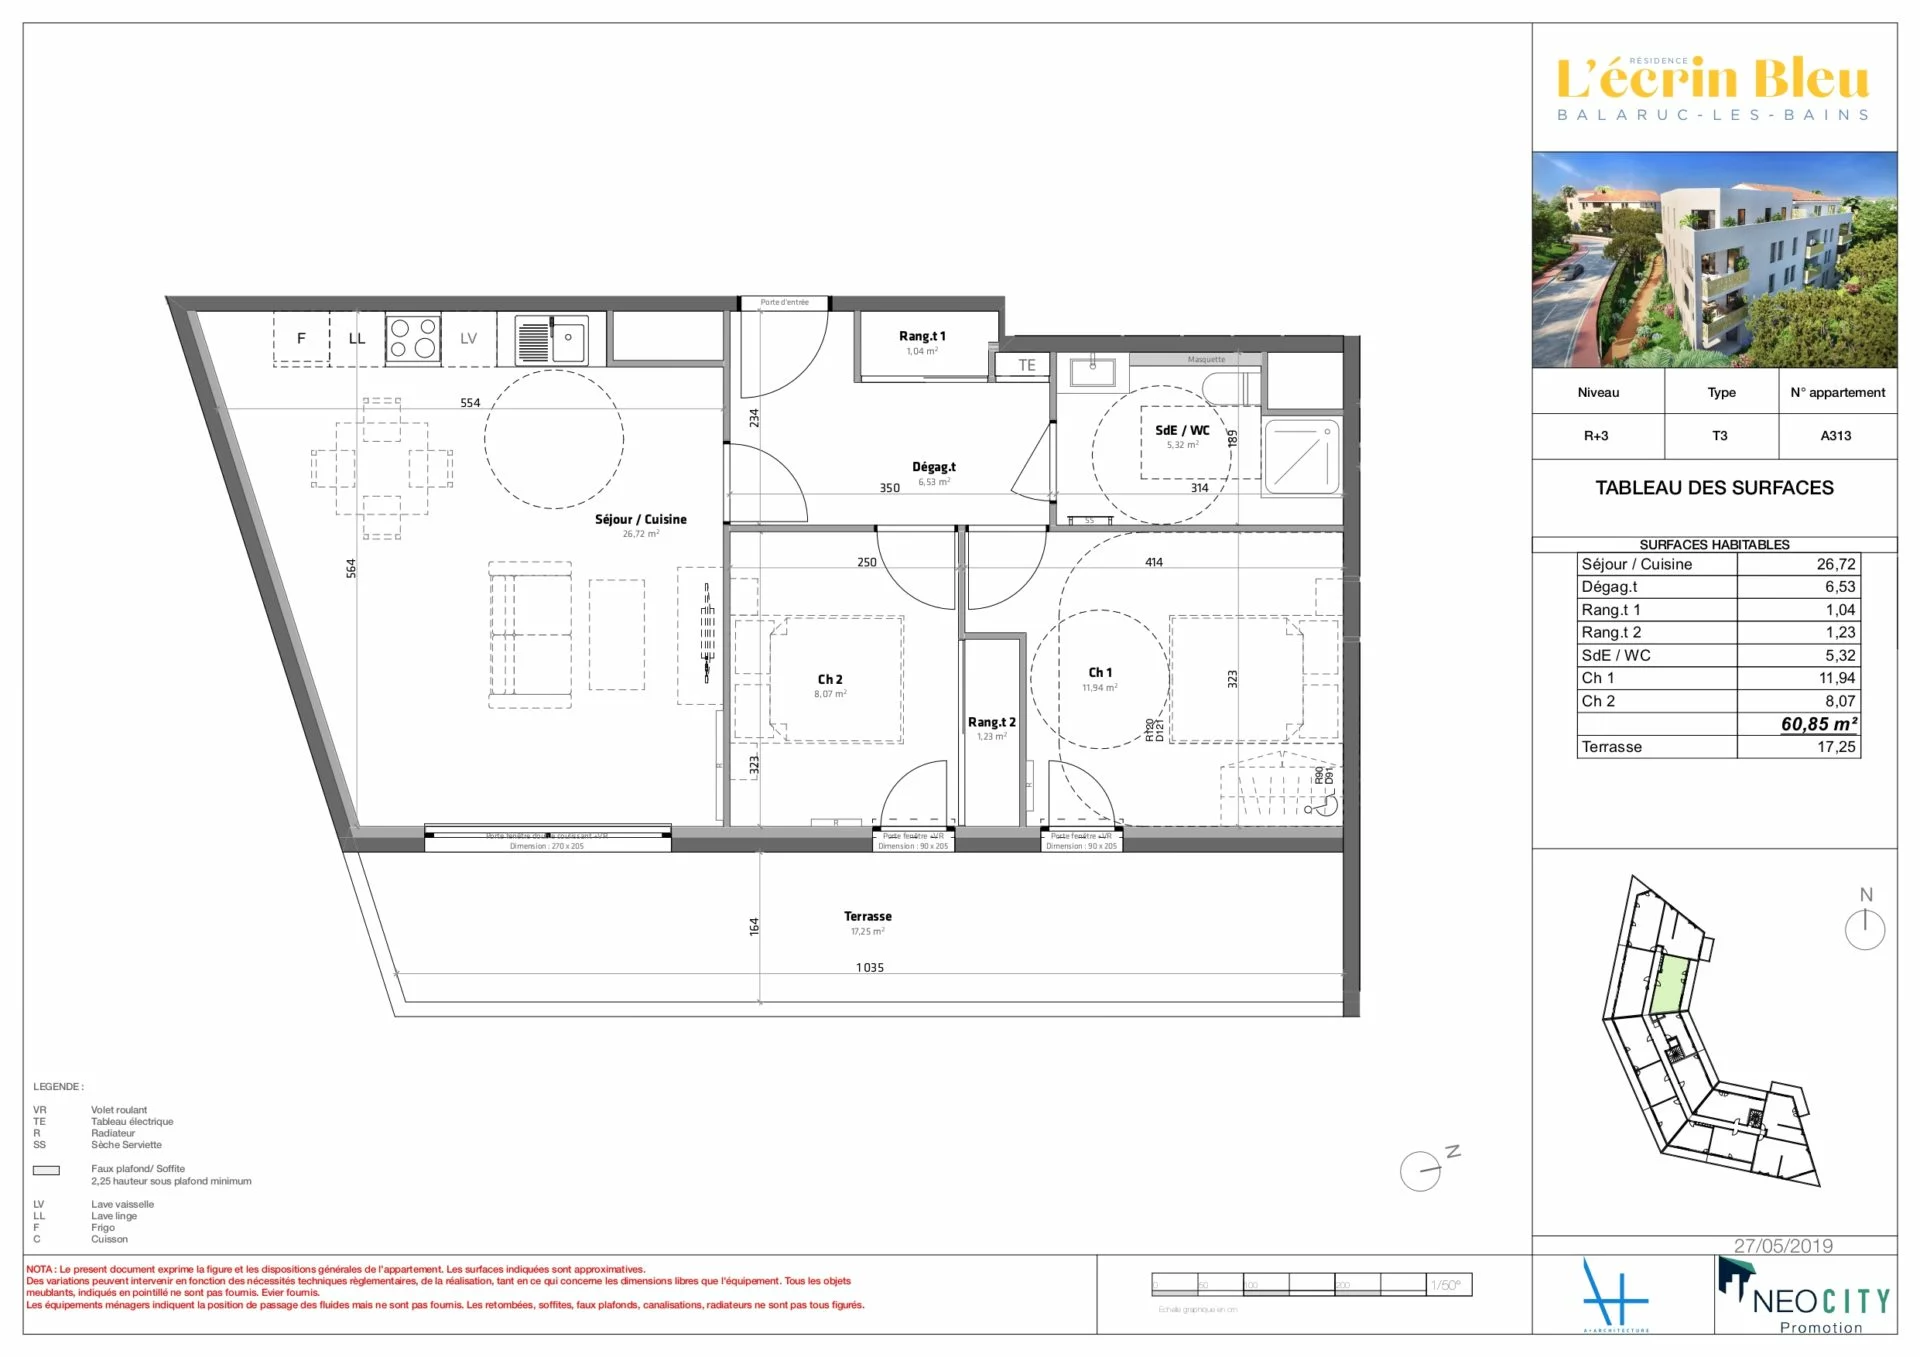 RÉSIDENCE
L'écrin Bleu
BALARUC-LES-BAINS
Niveau Type N° appartement
R+3 T3 A313
TABLEAU DES SURFACES
SURFACES HABITABLES
Séjour / Cuisine 26,72
Dégag.t 6,53
Rang.t 1 1,04
Rang.t 2 1,23
SdE / WC 5,32
Ch 1 11,94
Ch 2 8,07
60,85 m²
Terrasse 17,25
N
27/05/2019
A+ARCHITECTURE
NEOCITY
Promotion
Porte d'entrée
F
LL
LV
Rang.t 1
1,04 m²
TE
Masquette
554
234
SdE / WC
5,32 m²
189
Dégag.t
6,53 m²
350
314
SS
Séjour / Cuisine
26,72 m²
564
250
414
Ch 2
8,07 m²
323
Ch 1
11,94 m²
323
Rang.t 2
1,23 m²
R120
D121
R90
D91
R
R
R
Porte fenêtre double coulissant +VR
Dimension : 270 x 205
Porte fenêtre +VR
Dimension : 90 x 205
Porte fenêtre +VR
Dimension : 90 x 205
Terrasse
17,25 m²
164
1035
N
LEGENDE :
VR Volet roulant
TE Tableau électrique
R Radiateur
SS Sèche Serviette
Faux plafond/ Soffite
2,25 hauteur sous plafond minimum
LV Lave vaisselle
LL Lave linge
F Frigo
C Cuisson
NOTA : Le present document exprime la figure et les dispositions générales de l'appartement. Les surfaces indiquées sont approximatives.
Des variations peuvent intervenir en fonction des nécessités techniques règlementaires, de la réalisation, tant en ce qui concerne les dimensions libres que l'équipement. Tous les objets
meublants, indiqués en pointillé ne sont pas fournis. Evier fournis.
Les équipements ménagers indiquent la position de passage des fluides mais ne sont pas fournis. Les retombées, soffites, faux plafonds, canalisations, radiateurs ne sont pas tous figurés.
0 50 100 200 1/50°
Echelle graphique en cm